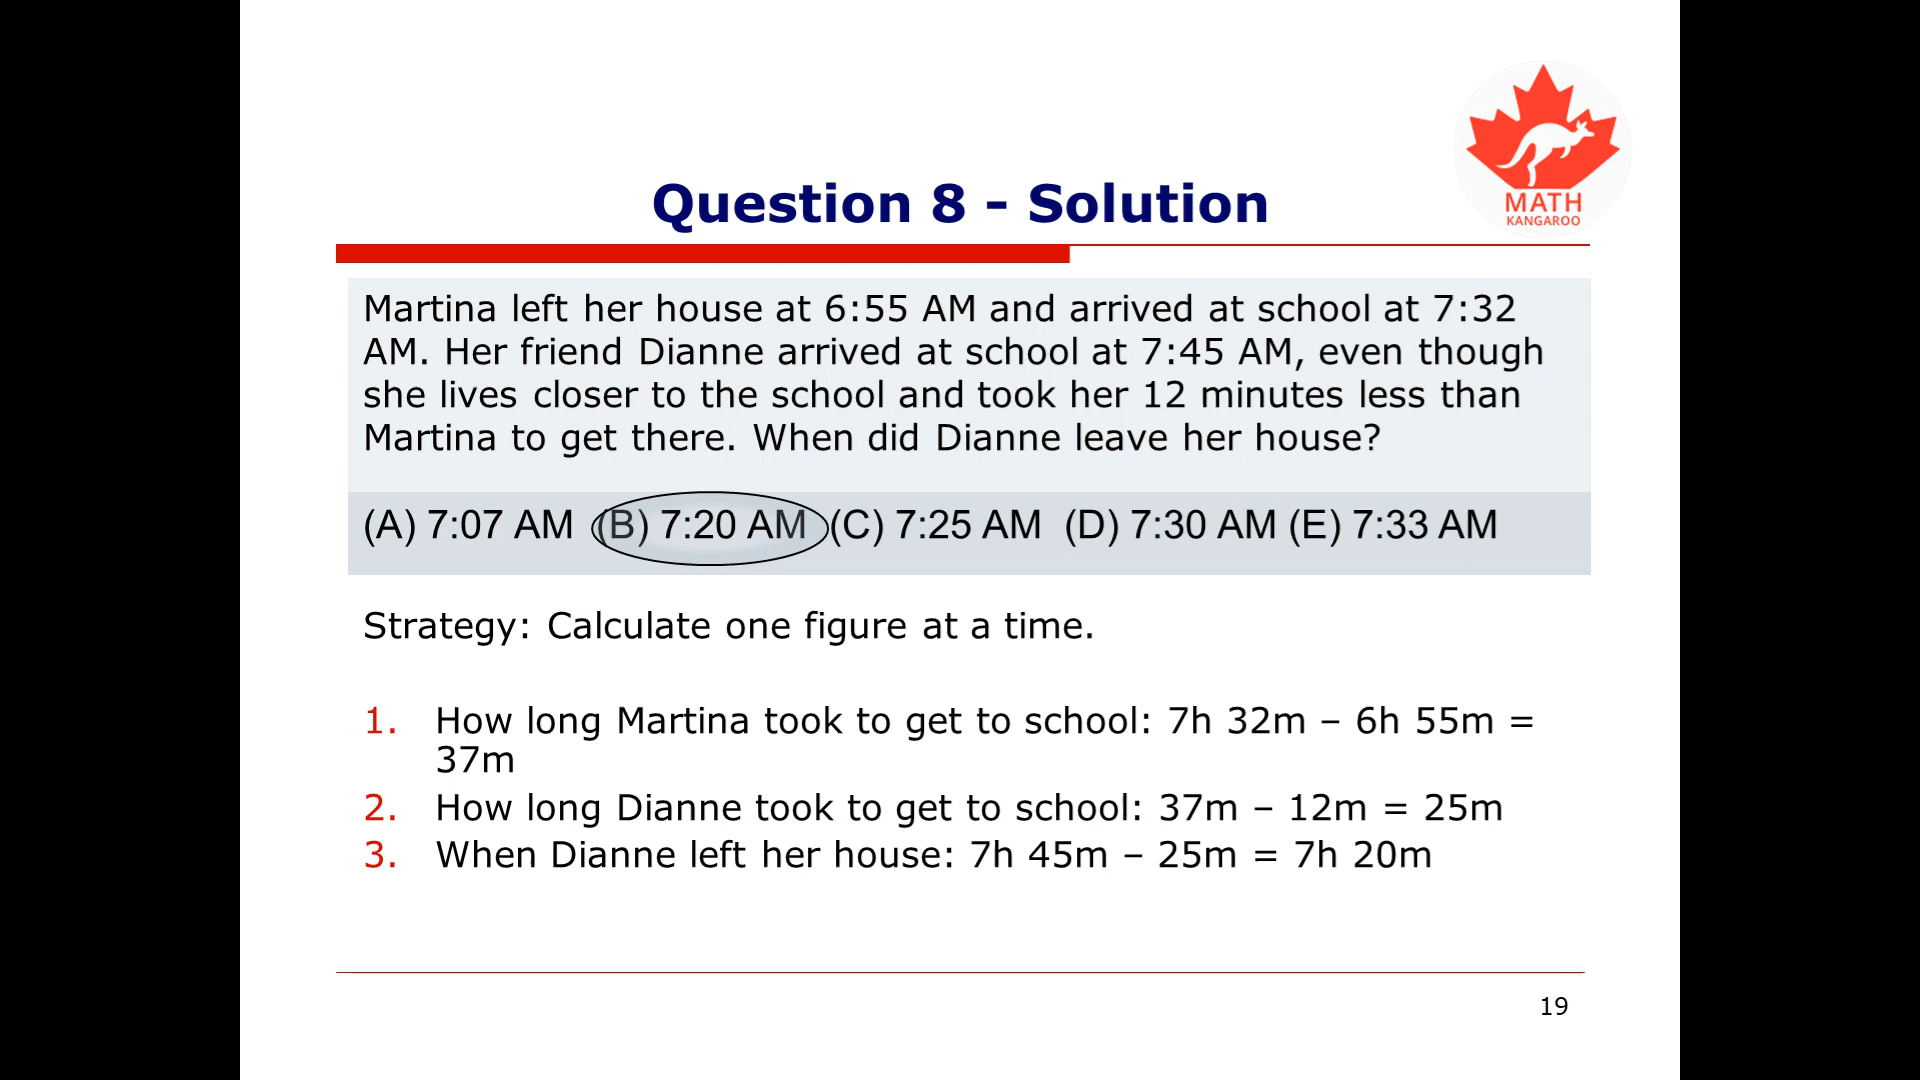 MATH
KANGAROO
Question 8 - Solution
Martina left her house at 6:55 AM and arrived at school at 7:32
AM. Her friend Dianne arrived at school at 7:45 AM, even though
she lives closer to the school and took her 12 minutes less than
Martina to get there. When did Dianne leave her house?
(A) 7:07 AM (B) 7:20 AM (C) 7:25 AM (D) 7:30 AM (E) 7:33 AM
Strategy: Calculate one figure at a time.
1. How long Martina took to get to school: 7h 32m – 6h 55m =
37m
2. How long Dianne took to get to school: 37m – 12m = 25m
3. When Dianne left her house: 7h 45m – 25m = 7h 20m
19